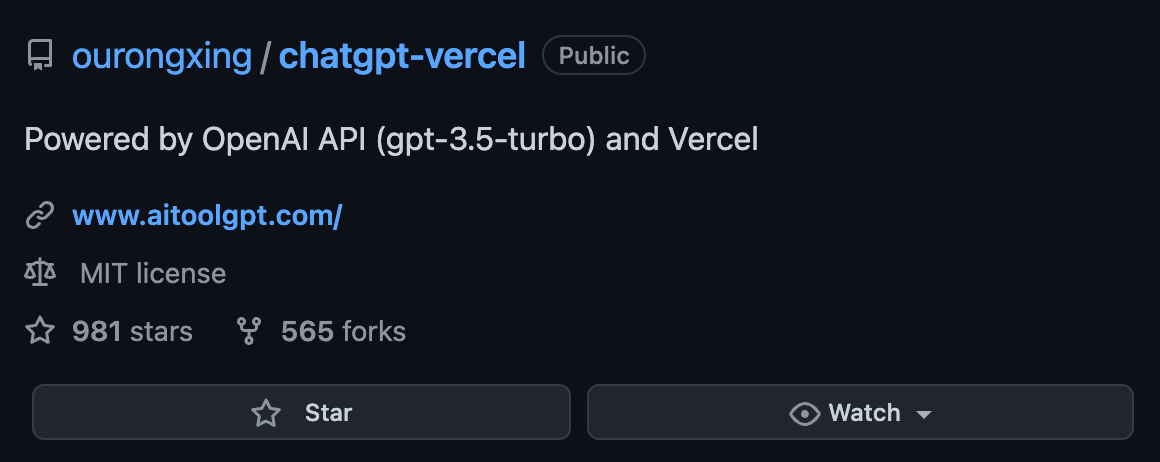 ourongxing / chatgpt-vercel Public
Powered by OpenAI API (gpt-3.5-turbo) and Vercel
www.aitoolgpt.com/
MIT license
981 stars 565 forks
Star Watch